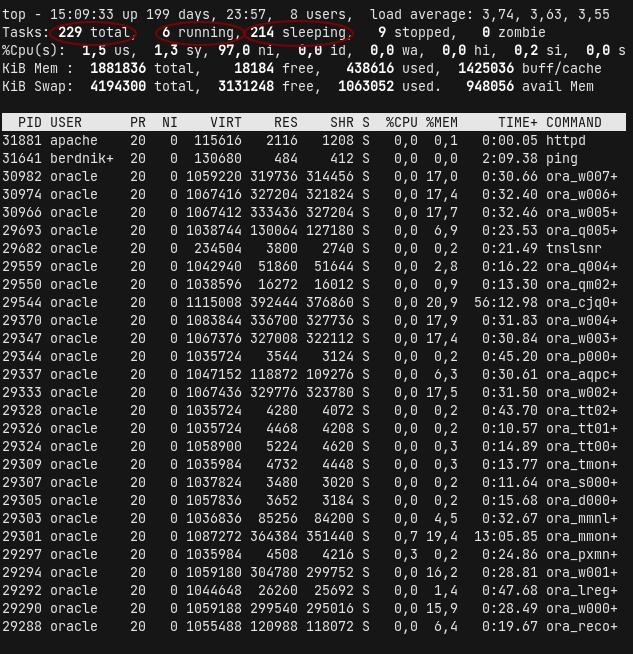 top - 15:09:33 up 199 days, 23:57,  8 users,  load average: 3,74, 3,63, 3,55
Tasks: 229 total,   6 running, 214 sleeping,   9 stopped,   0 zombie
%Cpu(s):  1,5 us,  1,3 sy, 97,0 ni,  0,0 id,  0,0 wa,  0,0 hi,  0,2 si,  0,0 s
KiB Mem :  1881836 total,    18184 free,   438616 used,  1425036 buff/cache
KiB Swap:  4194300 total,  3131248 free,  1063052 used.   948056 avail Mem
PID USER      PR  NI    VIRT    RES    SHR S  %CPU %MEM     TIME+ COMMAND
31881 apache    20   0  115616   2116   1208 S   0,0  0,1   0:00.05 httpd
31641 berdnik+  20   0  130680    484    412 S   0,0  0,0   2:09.38 ping
30982 oracle    20   0 1059220 319736 314456 S   0,0 17,0   0:30.66 ora_w007+
30974 oracle    20   0 1067416 327204 321824 S   0,0 17,4   0:32.40 ora_w006+
30966 oracle    20   0 1067412 333436 327204 S   0,0 17,7   0:32.46 ora_w005+
29693 oracle    20   0 1038744 130064 127180 S   0,0  6,9   0:23.53 ora_q005+
29682 oracle    20   0  234504   3800   2740 S   0,0  0,2   0:21.49 tnslsnr
29559 oracle    20   0 1042940  51860  51644 S   0,0  2,8   0:16.22 ora_q004+
29550 oracle    20   0 1038596  16272  16012 S   0,0  0,9   0:13.30 ora_qm02+
29544 oracle    20   0 1115008 392444 376860 S   0,0 20,9  56:12.98 ora_cjq0+
29370 oracle    20   0 1083844 336700 327736 S   0,0 17,9   0:31.83 ora_w004+
29347 oracle    20   0 1067376 327008 322112 S   0,0 17,4   0:30.84 ora_w003+
29344 oracle    20   0 1035724   3544   3124 S   0,0  0,2   0:45.20 ora_p000+
29337 oracle    20   0 1047152 118872 109276 S   0,0  6,3   0:30.61 ora_aqpc+
29333 oracle    20   0 1067436 329776 323780 S   0,0 17,5   0:31.50 ora_w002+
29328 oracle    20   0 1035724   4280   4072 S   0,0  0,2   0:43.70 ora_tt02+
29326 oracle    20   0 1035724   4468   4208 S   0,0  0,2   0:10.57 ora_tt01+
29324 oracle    20   0 1058900   5224   4620 S   0,0  0,3   0:14.89 ora_tt00+
29309 oracle    20   0 1035984   4732   4448 S   0,0  0,3   0:13.77 ora_tmon+
29307 oracle    20   0 1037824   3480   3020 S   0,0  0,2   0:11.64 ora_s000+
29305 oracle    20   0 1057836   3652   3184 S   0,0  0,2   0:15.68 ora_d000+
29303 oracle    20   0 1036836  85256  84200 S   0,0  4,5   0:32.67 ora_mmnl+
29301 oracle    20   0 1087272 364384 351440 S   0,7 19,4  13:05.85 ora_mmon+
29297 oracle    20   0 1035984   4508   4216 S   0,3  0,2   0:24.86 ora_pxmn+
29294 oracle    20   0 1059180 304780 299752 S   0,0 16,2   0:28.81 ora_w001+
29292 oracle    20   0 1044648  26260  25692 S   0,0  1,4   0:47.68 ora_lreg+
29290 oracle    20   0 1059188 299540 295016 S   0,0 15,9   0:28.49 ora_w000+
29288 oracle    20   0 1055488 120988 118072 S   0,0  6,4   0:19.67 ora_reco+